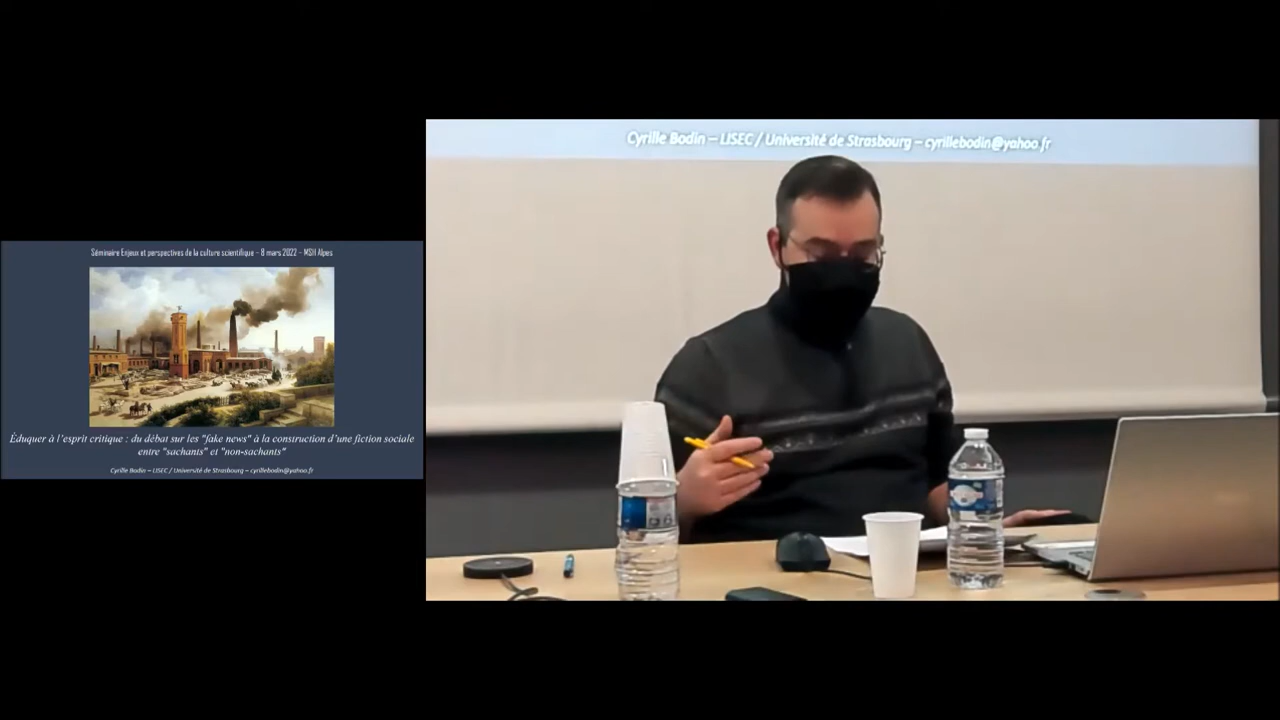 Séminaire Enjeux et perspectives de la culture scientifique – 8 mars 2022 – MSH Alpes
Éduquer à l'esprit critique : du débat sur les "fake news" à la construction d'une fiction sociale
entre "sachants" et "non-sachants"
Cyrille Bodin – LISEC / Université de Strasbourg – cyrillebodin@yahoo.fr
Cyrille Bodin – LISEC / Université de Strasbourg – cyrillebodin@yahoo.fr